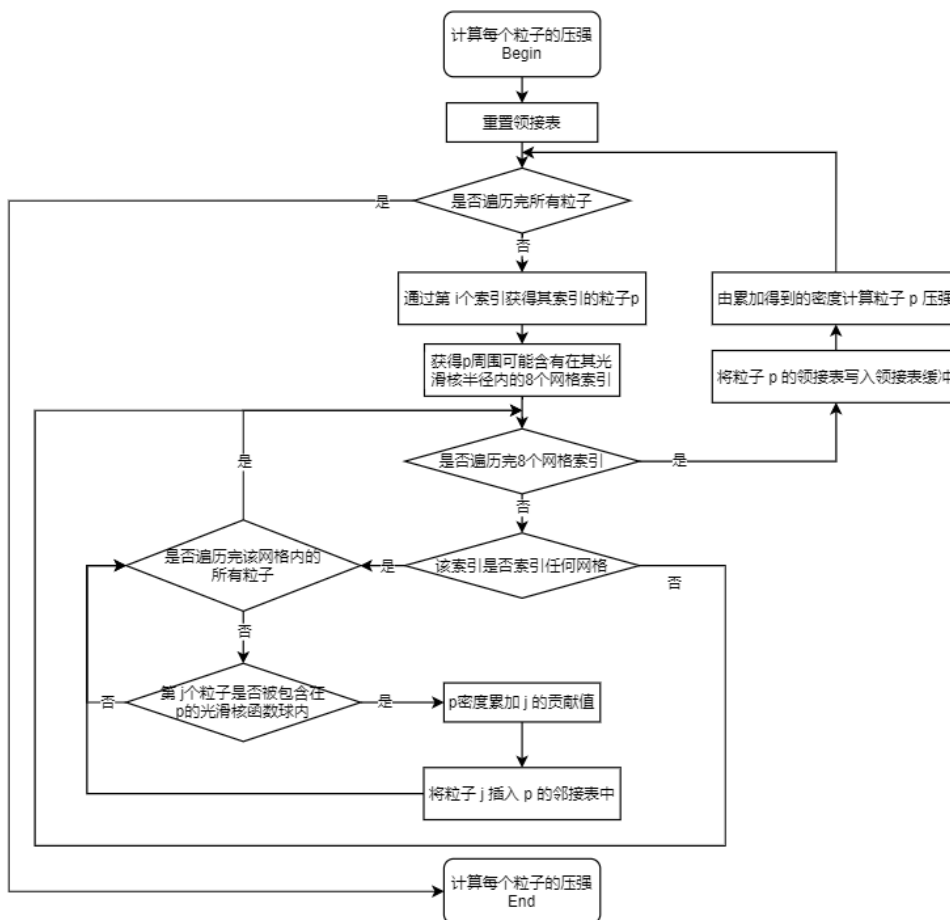 计算每个粒子的压强
Begin
重置领接表
是否遍历完所有粒子
是
否
通过第 i个索引获得其索引的粒子p
由累加得到的密度计算粒子 p 压强
获得p周围可能含有在其光
滑核半径内的8个网格索引
将粒子 p 的领接表写入领接表缓冲
是否遍历完8个网格索引
是
是
否
是否遍历完该网格内的
所有粒子
是
该索引是否索引任何网格
否
否
第 j个粒子是否被包含在
p的光滑核函数球内
否
是
p密度累加 j 的贡献值
将粒子 j 插入 p 的邻接表中
计算每个粒子的压强
End